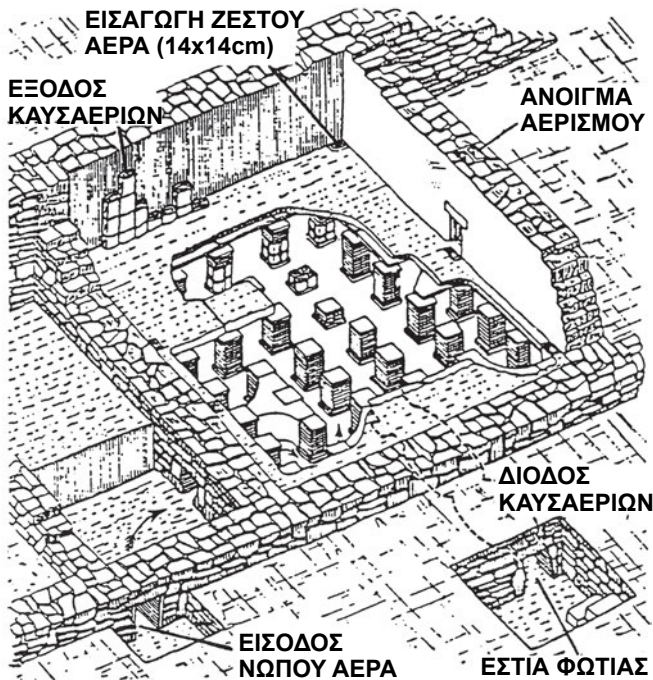 ΕΙΣΑΓΩΓΗ ΖΕΣΤΟΥ
ΑΕΡΑ (14x14cm)
ΕΞΟΔΟΣ
ΚΑΥΣΑΕΡΙΩΝ
ΑΝΟΙΓΜΑ
ΑΕΡΙΣΜΟΥ
ΔΙΟΔΟΣ
ΚΑΥΣΑΕΡΙΩΝ
ΕΙΣΟΔΟΣ
ΝΩΠΟΥ ΑΕΡΑ
ΕΣΤΙΑ ΦΩΤΙΑΣ